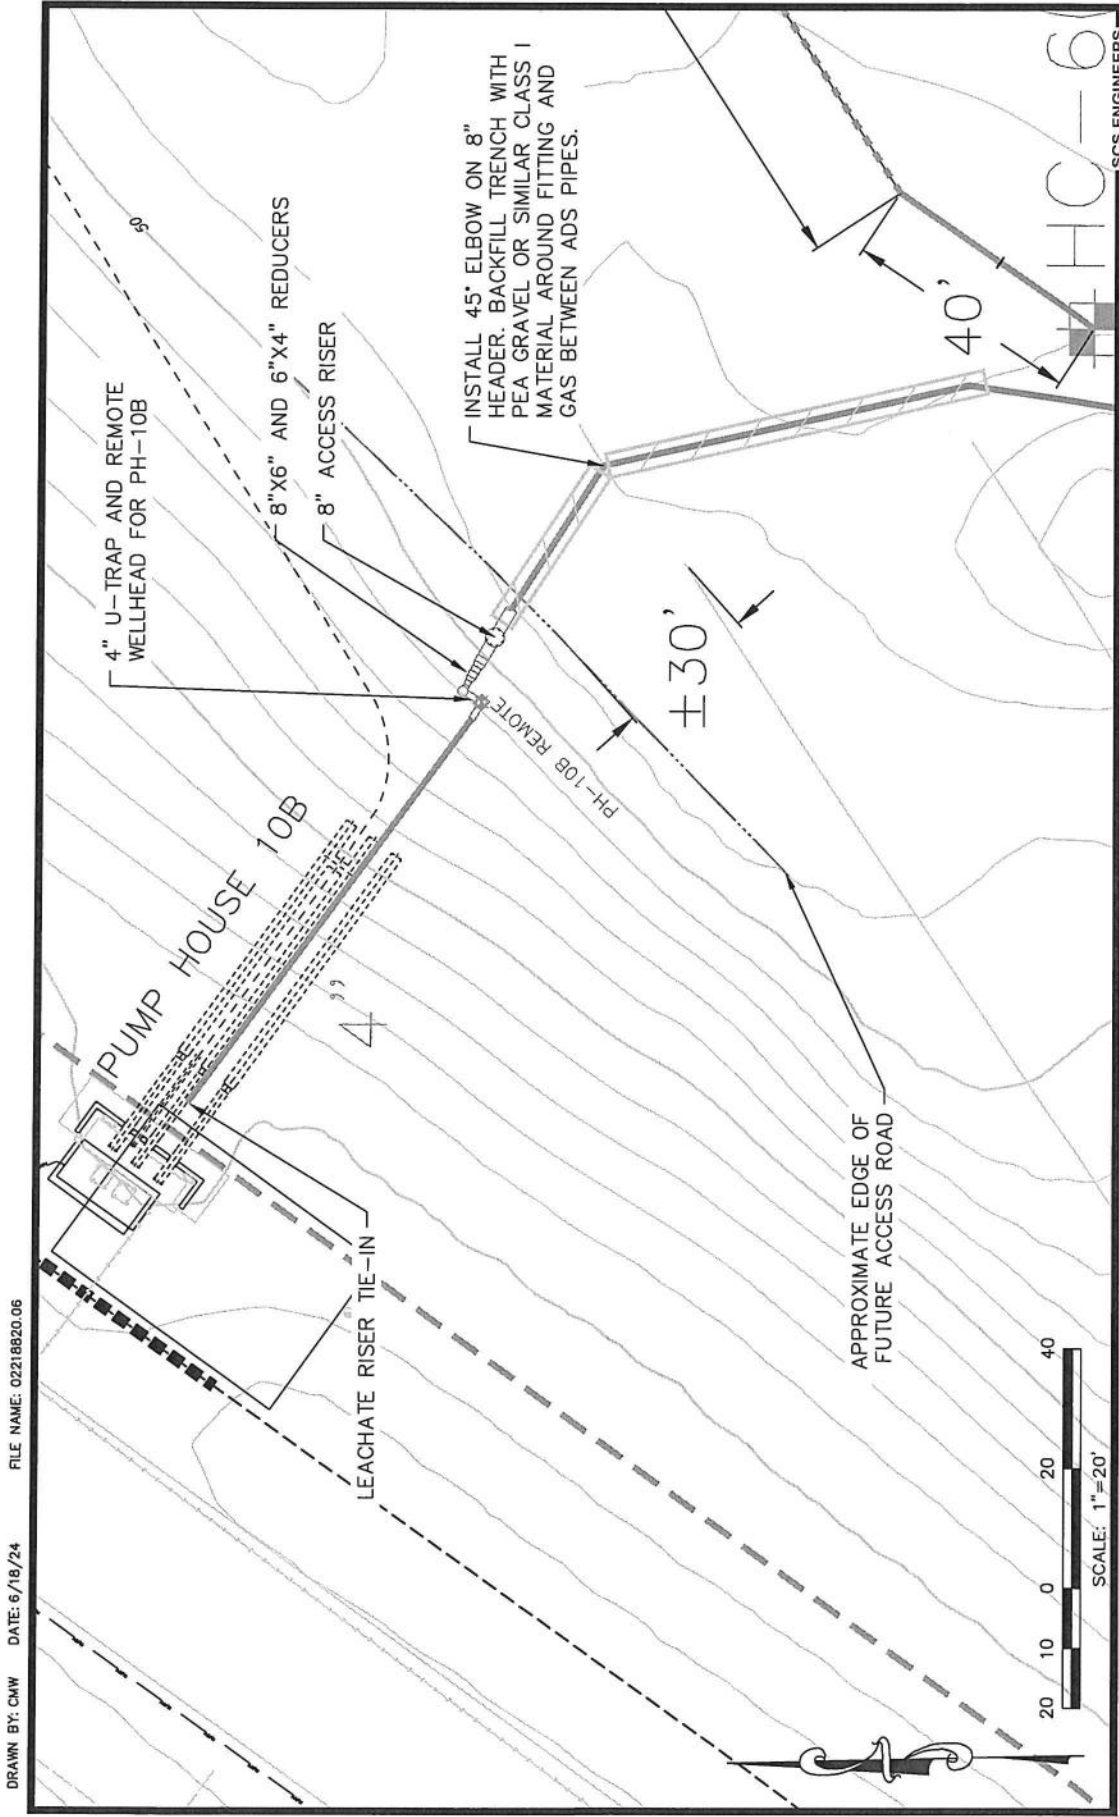 DRAWN BY: CMW DATE: 6/18/24 FILE NAME: 02218820.06
4" U-TRAP AND REMOTE
WELLHEAD FOR PH-10B
8"X6" AND 6"X4" REDUCERS
8" ACCESS RISER
INSTALL 45° ELBOW ON 8"
HEADER. BACKFILL TRENCH WITH
PEA GRAVEL OR SIMILAR CLASS I
MATERIAL AROUND FITTING AND
GAS BETWEEN ADS PIPES.
PUMP HOUSE 10B
4"
PH-10B REMOTE
±30'
40'
HC-6
LEACHATE RISER TIE-IN
APPROXIMATE EDGE OF
FUTURE ACCESS ROAD
20 10 0 20 40
SCALE: 1"=20'
SCS ENGINEERS